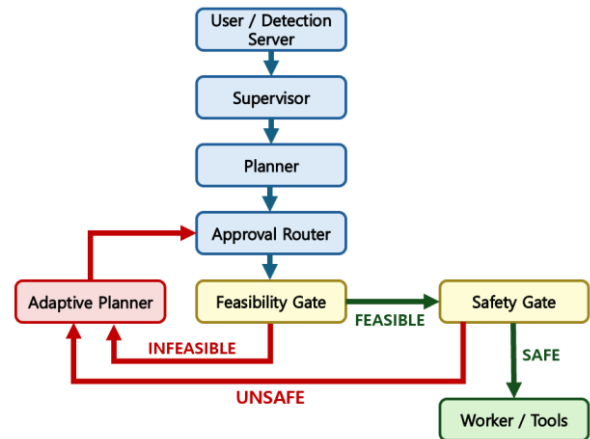 User / Detection
Server
Supervisor
Planner
Approval Router
Adaptive Planner
Feasibility Gate
Safety Gate
FEASIBLE
INFEASIBLE
SAFE
UNSAFE
Worker / Tools